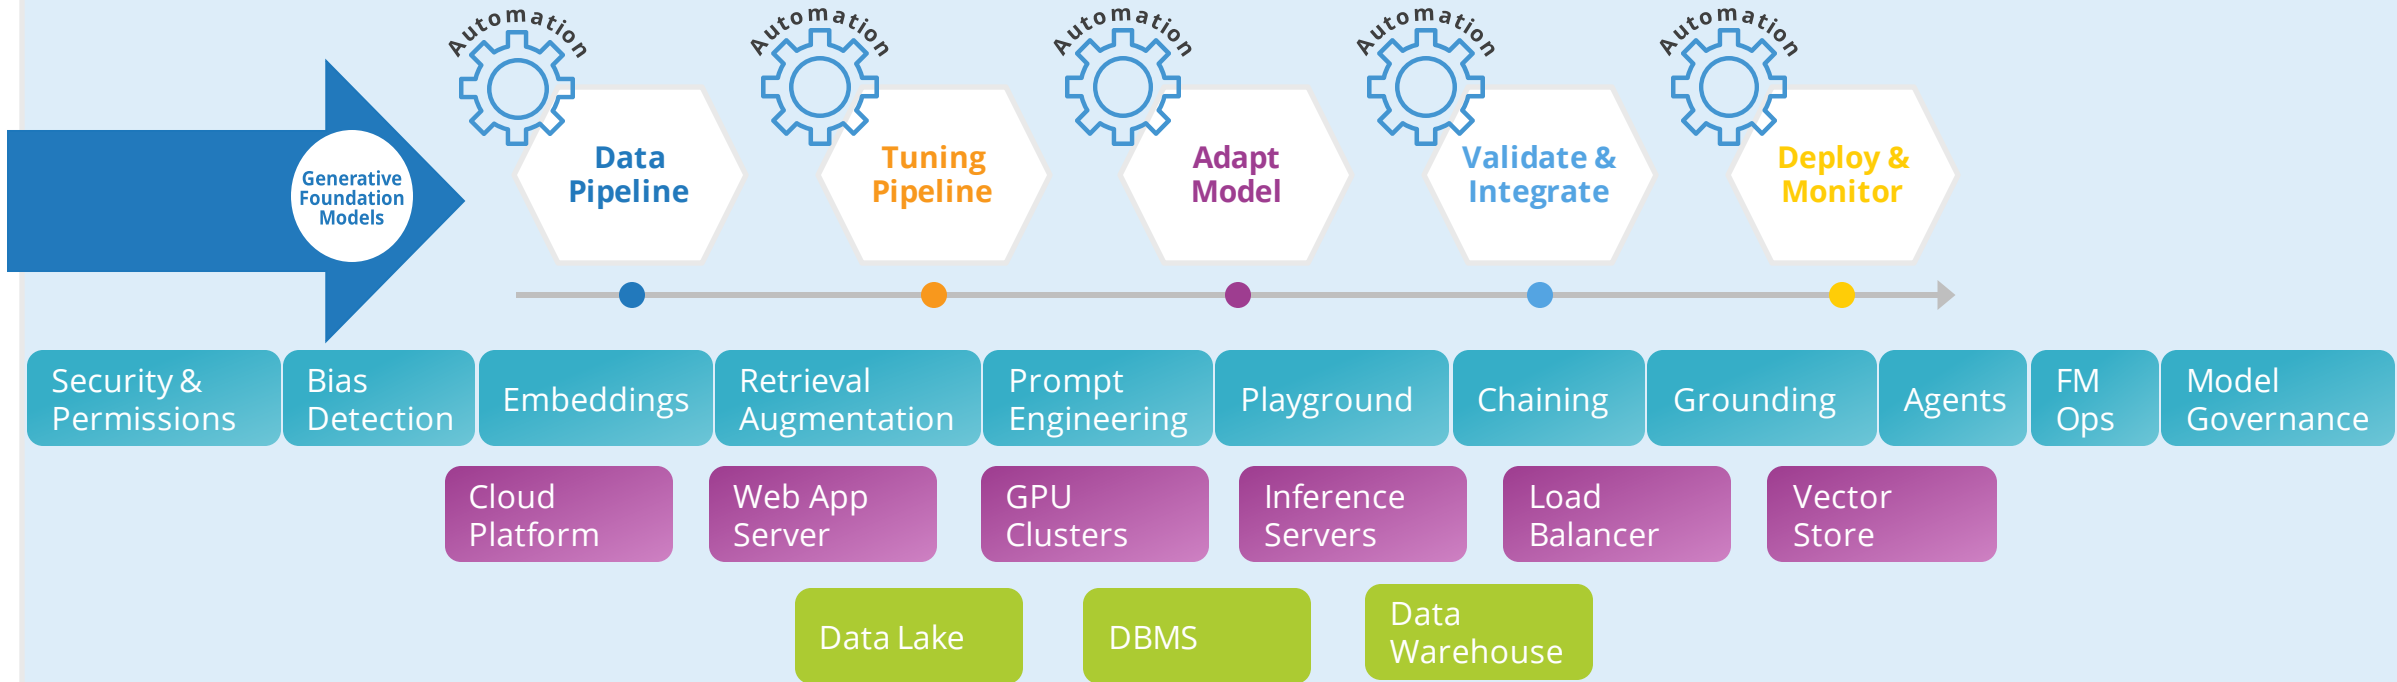 Automation
Automation
Automation
Automation
Automation
Generative
Foundation
Models
Data
Pipeline
Tuning
Pipeline
Adapt
Model
Validate &
Integrate
Deploy &
Monitor
Security &
Permissions
Bias
Detection
Embeddings
Retrieval
Augmentation
Prompt
Engineering
Playground
Chaining
Grounding
Agents
FM
Ops
Model
Governance
Cloud
Platform
Web App
Server
GPU
Clusters
Inference
Servers
Load
Balancer
Vector
Store
Data Lake
DBMS
Data
Warehouse